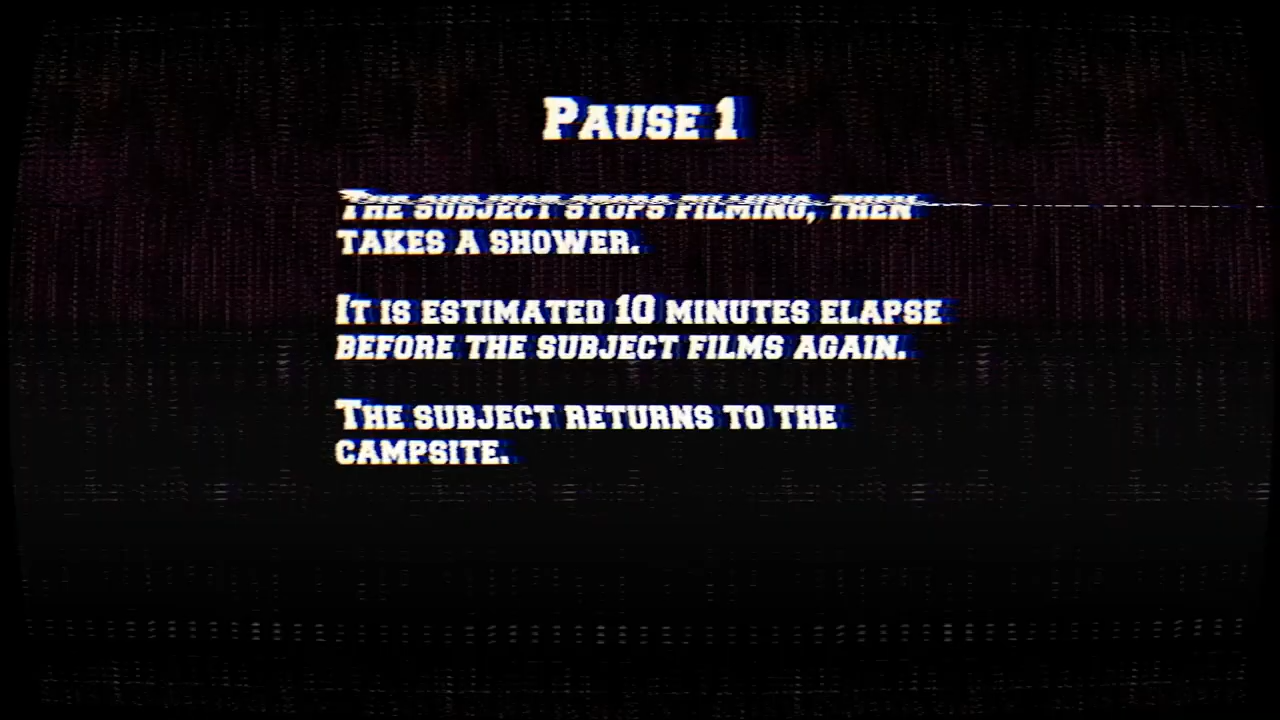 Pause 1
The subject stops filming, then
takes a shower.
It is estimated 10 minutes elapse
before the subject films again.
The subject returns to the
campsite.